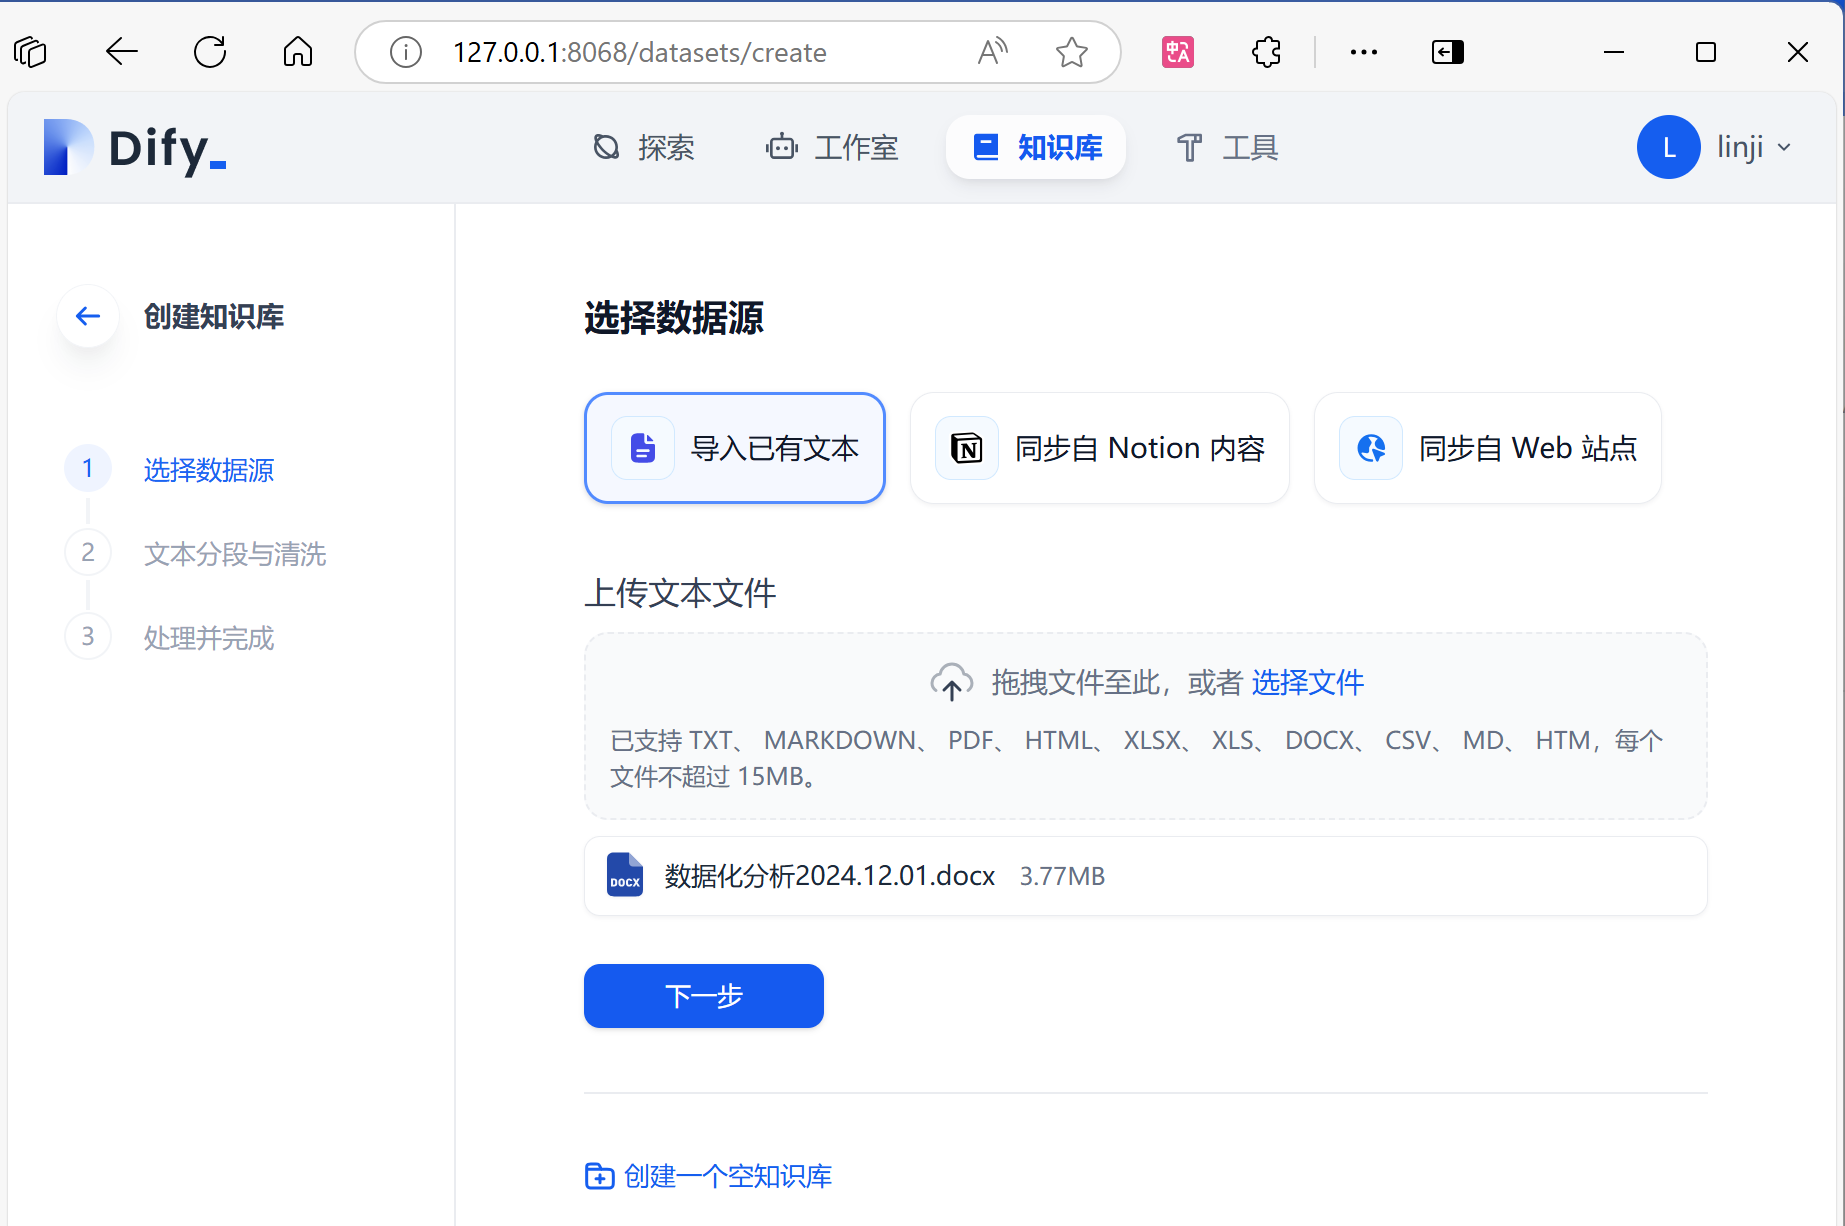 127.0.0.1:8068/datasets/create
Dify_
探索
工作室
知识库
工具
L
linji
创建知识库
1 选择数据源
2 文本分段与清洗
3 处理并完成
选择数据源
导入已有文本
同步自 Notion 内容
同步自 Web 站点
上传文本文件
拖拽文件至此，或者 选择文件
已支持 TXT、 MARKDOWN、 PDF、 HTML、 XLSX、 XLS、 DOCX、 CSV、 MD、 HTM，每个
文件不超过 15MB。
DOCX 数据化分析2024.12.01.docx 3.77MB
下一步
创建一个空知识库